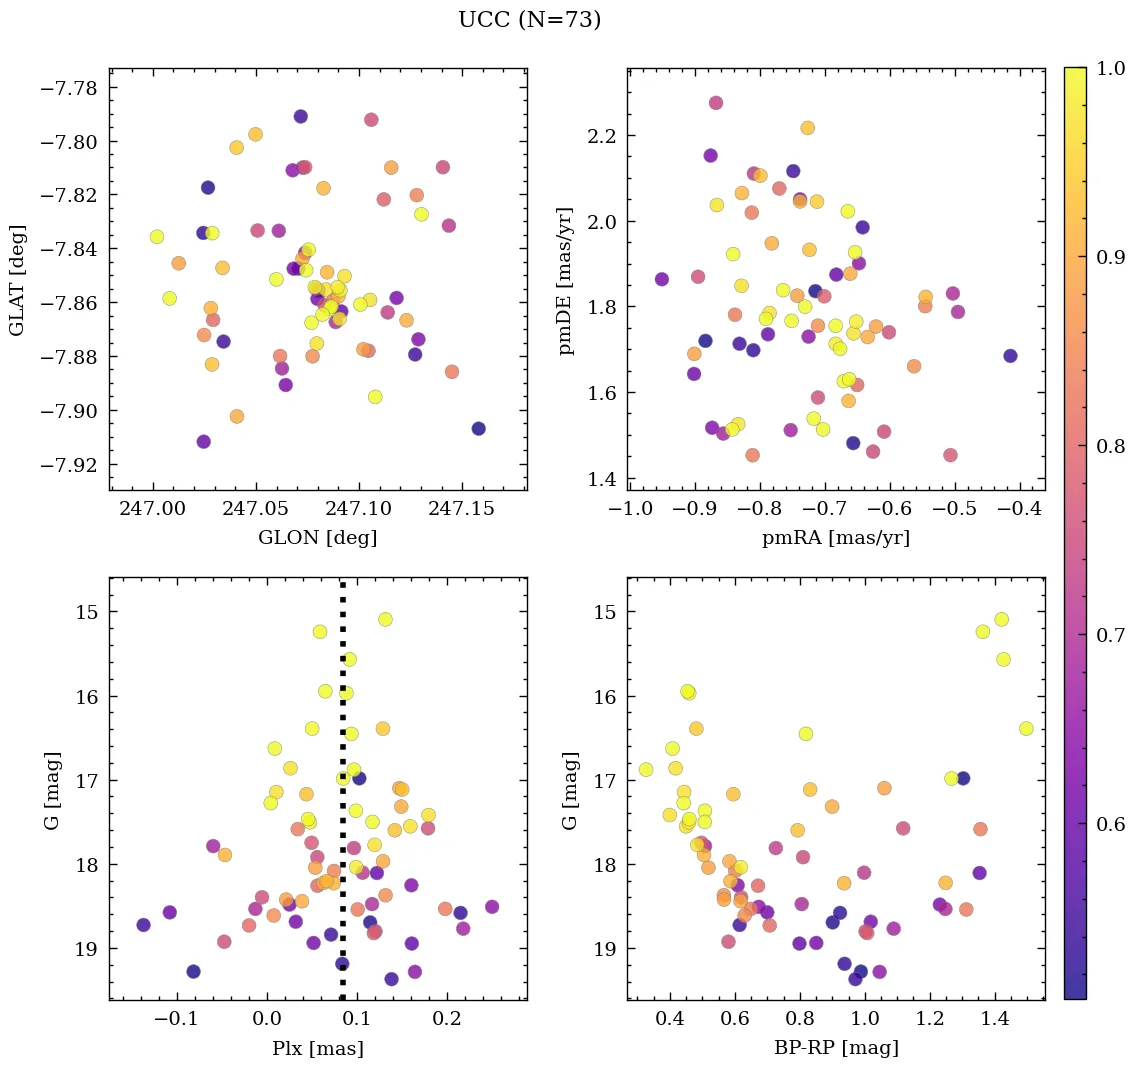 UCC (N=73)
−7.78
−7.80
−7.82
−7.84
−7.86
−7.88
−7.90
−7.92
GLAT [deg]
247.00 247.05 247.10 247.15
GLON [deg]
2.2
2.0
1.8
1.6
1.4
pmDE [mas/yr]
−1.0 −0.9 −0.8 −0.7 −0.6 −0.5 −0.4
pmRA [mas/yr]
1.0
0.9
0.8
0.7
0.6
15
16
17
18
19
G [mag]
−0.1 0.0 0.1 0.2
Plx [mas]
15
16
17
18
19
G [mag]
0.4 0.6 0.8 1.0 1.2 1.4
BP-RP [mag]